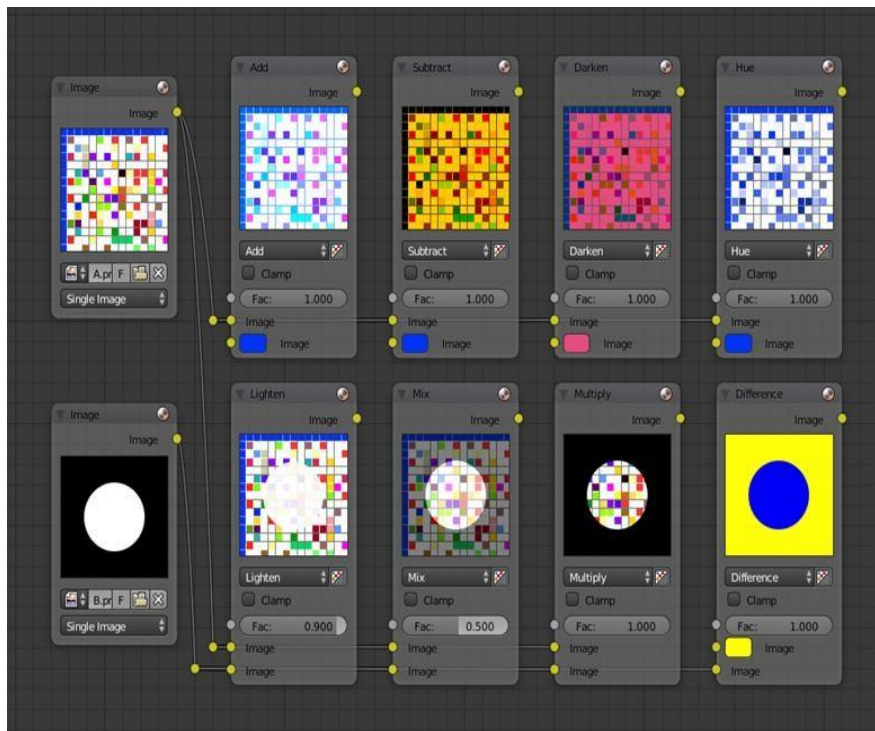 Image
Image
A.pr F
Single Image
Add
Image
Add
Clamp
Fac: 1.000
Image
Image
Subtract
Image
Subtract
Clamp
Fac: 1.000
Image
Image
Darken
Image
Darken
Clamp
Fac: 1.000
Image
Image
Hue
Image
Hue
Clamp
Fac: 1.000
Image
Image
Image
Image
B.pr F
Single Image
Lighten
Image
Lighten
Clamp
Fac: 0.900
Image
Image
Mix
Image
Mix
Clamp
Fac: 0.500
Image
Image
Multiply
Image
Multiply
Clamp
Fac: 1.000
Image
Image
Difference
Image
Difference
Clamp
Fac: 1.000
Image
Image